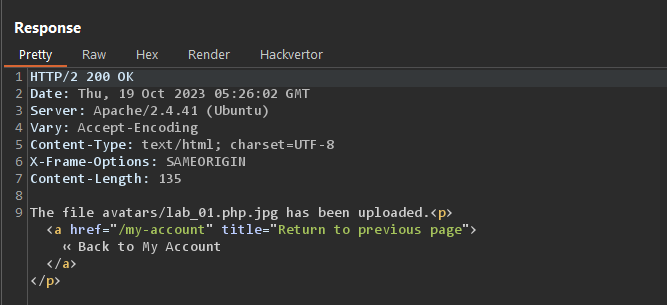 Response
Pretty Raw Hex Render Hackvertor
1 HTTP/2 200 OK
2 Date: Thu, 19 Oct 2023 05:26:02 GMT
3 Server: Apache/2.4.41 (Ubuntu)
4 Vary: Accept-Encoding
5 Content-Type: text/html; charset=UTF-8
6 X-Frame-Options: SAMEORIGIN
7 Content-Length: 135
8
9 The file avatars/lab_01.php.jpg has been uploaded.<p>
<a href="/my-account" title="Return to previous page">
« Back to My Account
</a>
</p>